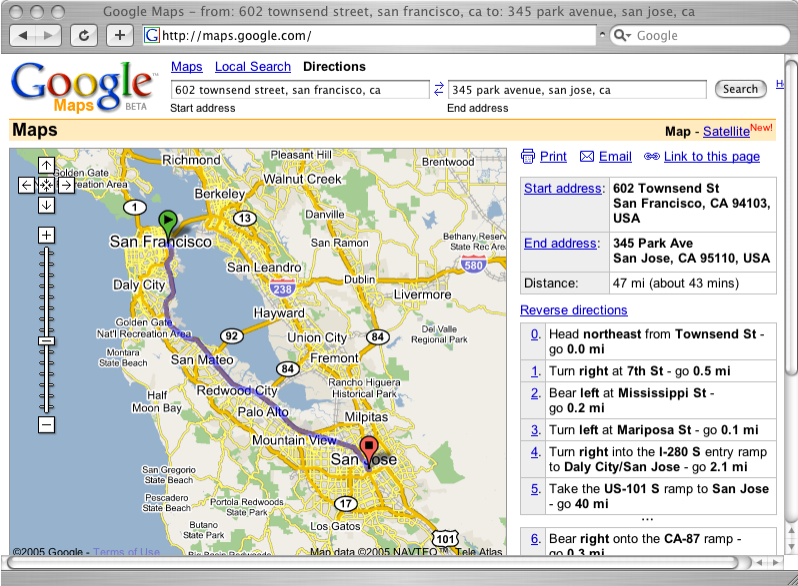 Google Maps - from: 602 townsend street, san francisco, ca to: 345 park avenue, san jose, ca
G http://maps.google.com/
Google
Google™
Maps BETA
Maps Local Search Directions
602 townsend street, san francisco, ca
345 park avenue, san jose, ca
Search
Start address
End address
Maps
Map - Satellite New!
Print Email Link to this page
Start address: 602 Townsend St
San Francisco, CA 94103,
USA
End address: 345 Park Ave
San Jose, CA 95110, USA
Distance: 47 mi (about 43 mins)
Reverse directions
0. Head northeast from Townsend St -
go 0.0 mi
1. Turn right at 7th St - go 0.5 mi
2. Bear left at Mississippi St -
go 0.2 mi
3. Turn left at Mariposa St - go 0.1 mi
4. Turn right into the I-280 S entry ramp
to Daly City/San Jose - go 2.1 mi
5. Take the US-101 S ramp to San Jose
- go 40 mi
...
6. Bear right onto the CA-87 ramp -
go 0.3 mi
Richmond
Pleasant Hill
Brentwood
Golden Gate
reation Area
Walnut Creek
Berkeley
1
13
Danville
San Francisco
San Ramon
Bethany Reserv
State Rec Area
580
San Leandro
Daly City
238
Dublin
Livermore
Hayward
Golden Gate
Nat'l Recreation Area
92
Union City
84
Del Valle
Regional Park
Montara
State Beach
San Mateo
Fremont
84
Half
Moon Bay
Redwood City
Rancho Higuera
Historical Park
Palo Alto
Milpitas
Mountain View
San Jose
San Gregorio
State Beach
Pescadero
State Beach
Portola Redwoods
State Park
17
Butano
State Park
Los Gatos
101
©2005 Google - Terms of Use
Map data ©2005 NAVTEQ™, Tele Atlas